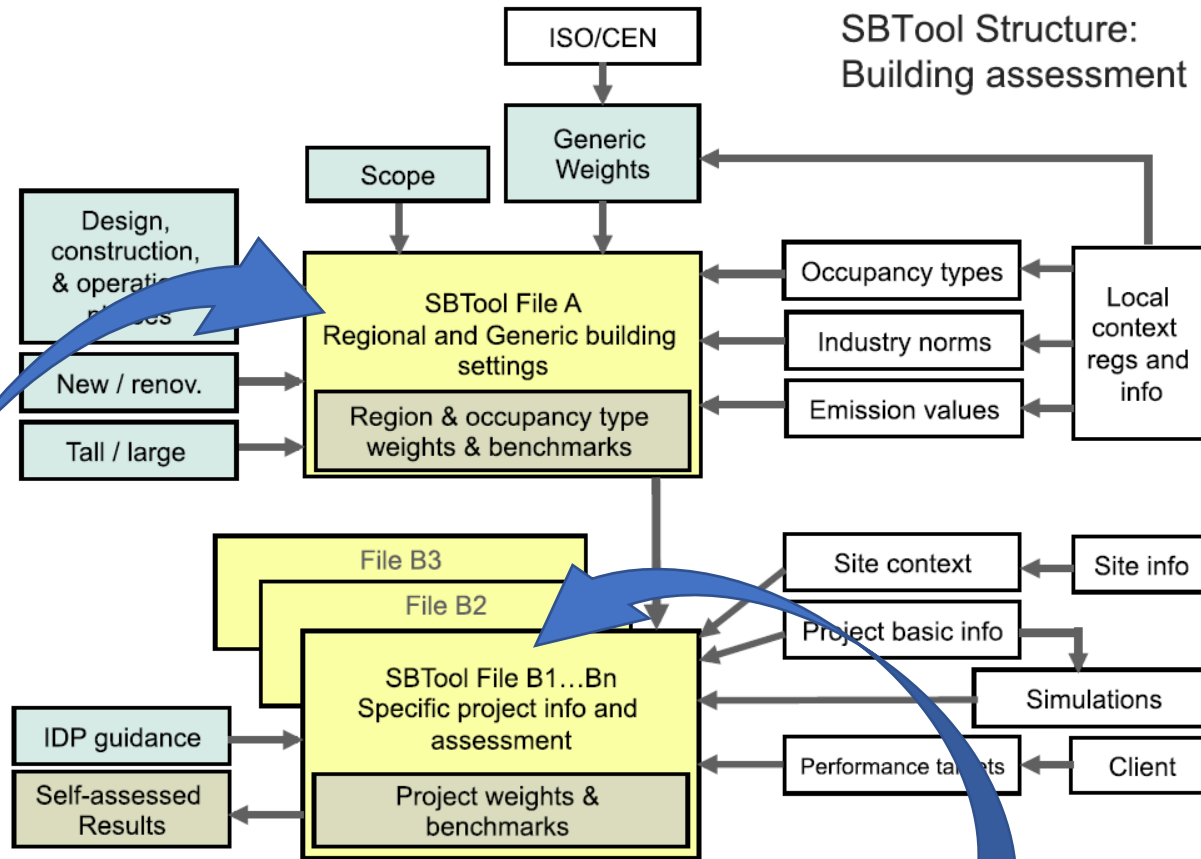 SBTool Structure:
Building assessment
ISO/CEN
Generic
Weights
Scope
Design,
construction,
& operation
New / renov.
Tall / large
SBTool File A
Regional and Generic building
settings
Region & occupancy type
weights & benchmarks
Occupancy types
Industry norms
Emission values
Local
context
regs and
info
File B3
File B2
SBTool File B1...Bn
Specific project info and
assessment
Project weights &
benchmarks
IDP guidance
Self-assessed
Results
Site context
Site info
Project basic info
Simulations
Performance targets
Client